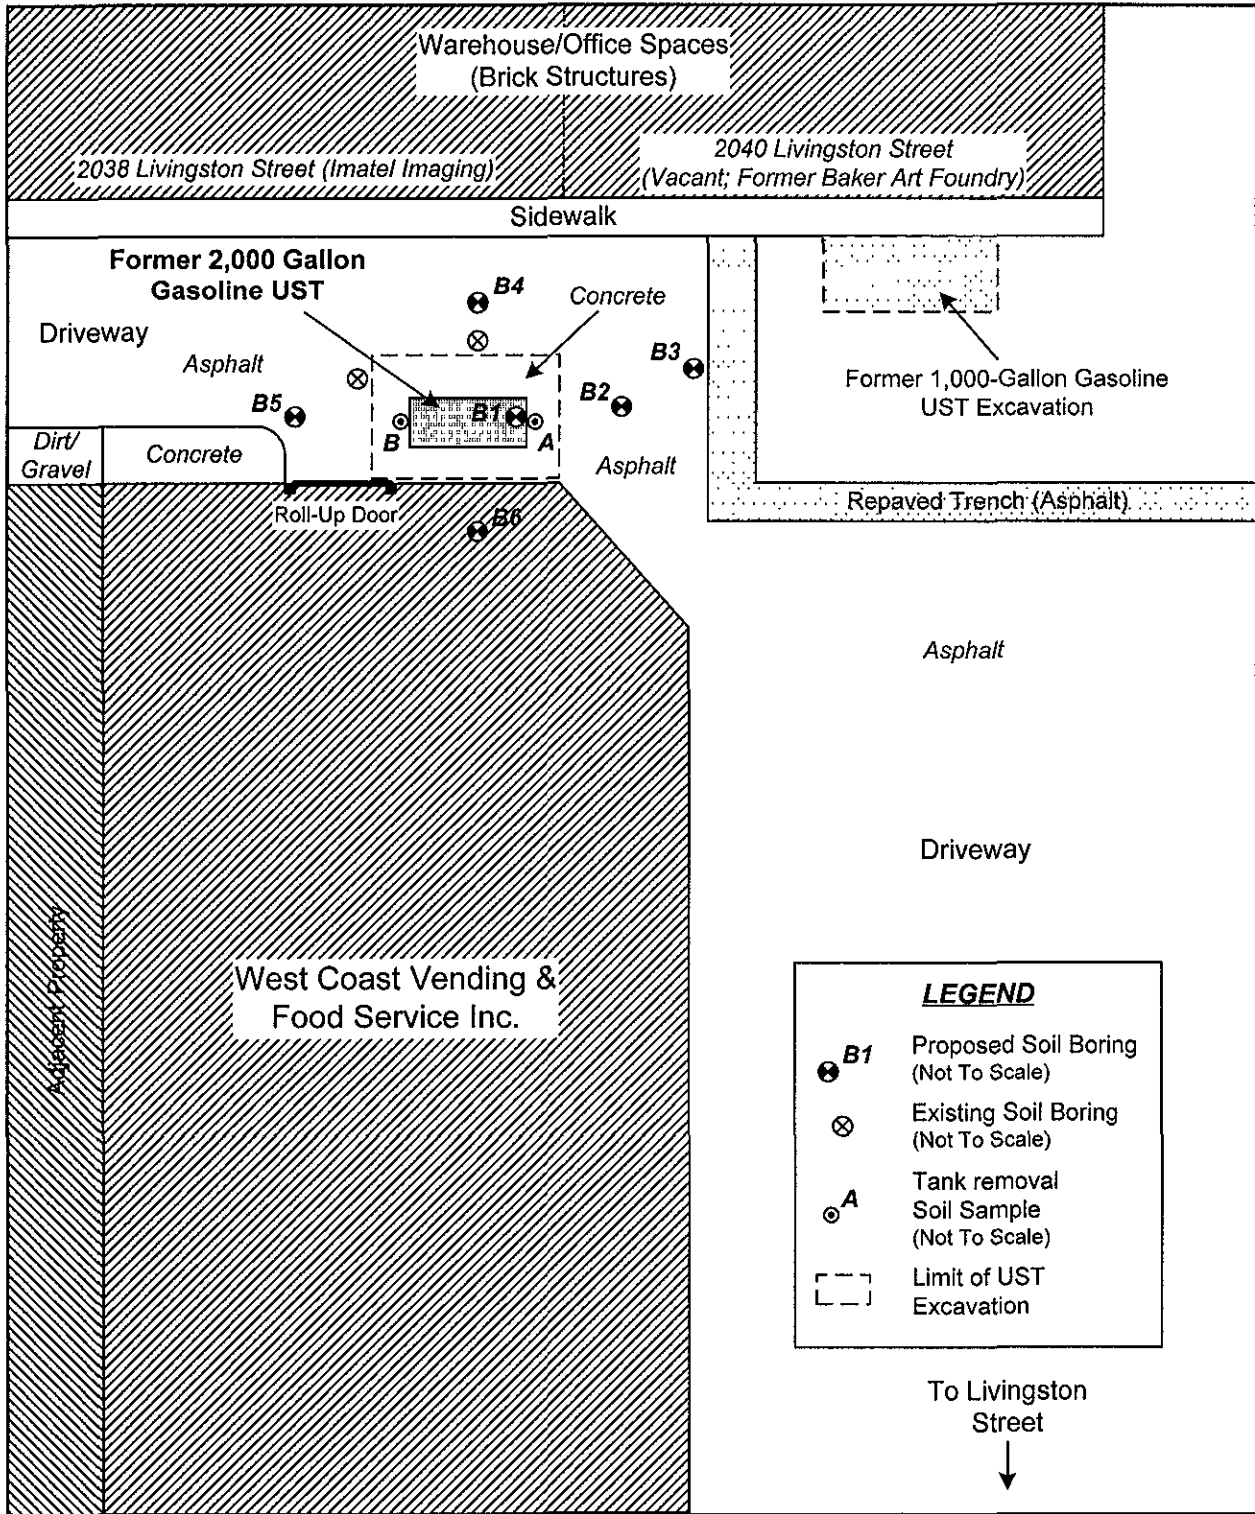 Warehouse/Office Spaces
(Brick Structures)
2038 Livingston Street (Imatel Imaging)
2040 Livingston Street
(Vacant; Former Baker Art Foundry)
Sidewalk
Former 2,000 Gallon
Gasoline UST
B4
Concrete
Driveway
Asphalt
B3
B5
B2
B1
B
A
Former 1,000-Gallon Gasoline
UST Excavation
Dirt/
Gravel
Concrete
Asphalt
Roll-Up Door
Repaved Trench (Asphalt)
B6
Asphalt
Driveway
Adjacent Property
West Coast Vending &
Food Service Inc.
LEGEND
B1
Proposed Soil Boring
(Not To Scale)
Existing Soil Boring
(Not To Scale)
A
Tank removal
Soil Sample
(Not To Scale)
Limit of UST
Excavation
To Livingston
Street